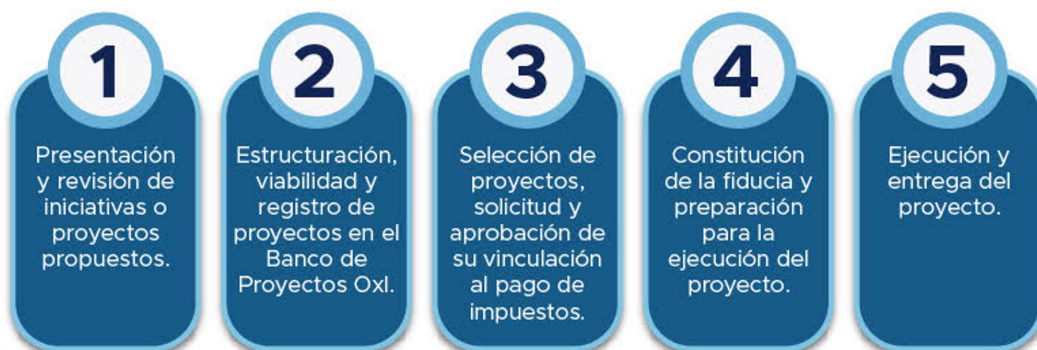 1
Presentación
y revisión de
iniciativas o
proyectos
propuestos.
2
Estructuración,
viabilidad y
registro de
proyectos en el
Banco de
Proyectos OxI.
3
Selección de
proyectos,
solicitud y
aprobación de
su vinculación
al pago de
impuestos.
4
Constitución
de la fiducia y
preparación
para la
ejecución del
proyecto.
5
Ejecución y
entrega del
proyecto.